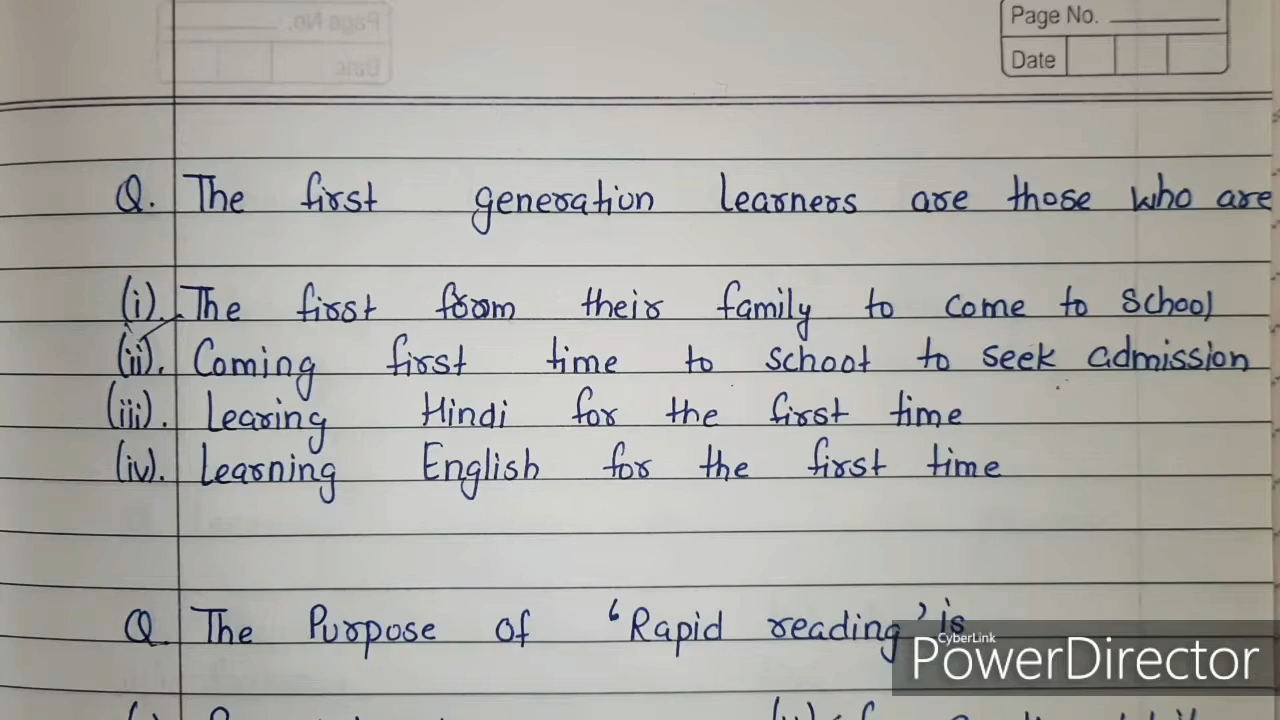 Page No.
Date
Q. The first generation learners are those who are
(i). The first from their family to come to School
(ii). Coming first time to school to seek admission
(iii). Learing Hindi for the first time
(iv). Learning English for the first time
Q. The Purpose of 'Rapid reading' is
CyberLink
PowerDirector